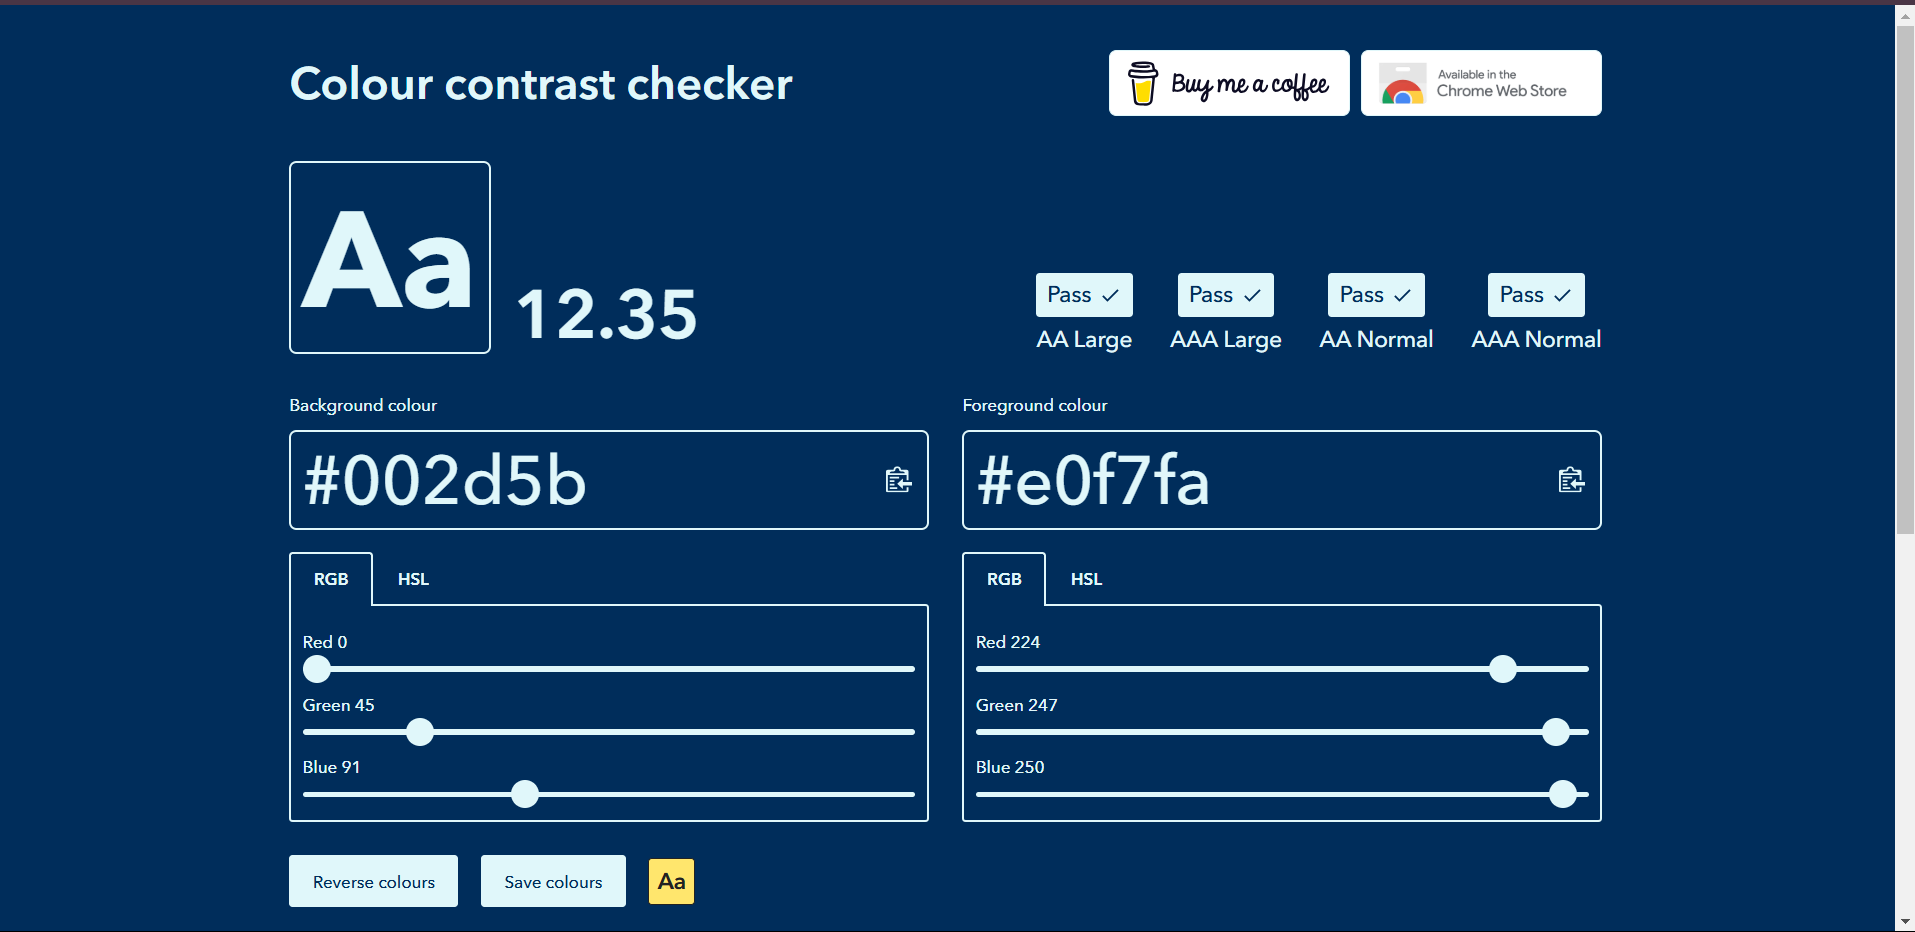 Colour contrast checker
Buy me a coffee
Available in the
Chrome Web Store
Aa
12.35
Pass
Pass
Pass
Pass
AA Large
AAA Large
AA Normal
AAA Normal
Background colour
Foreground colour
#002d5b
#e0f7fa
RGB HSL
RGB HSL
Red 0
Red 224
Green 45
Green 247
Blue 91
Blue 250
Reverse colours
Save colours
Aa